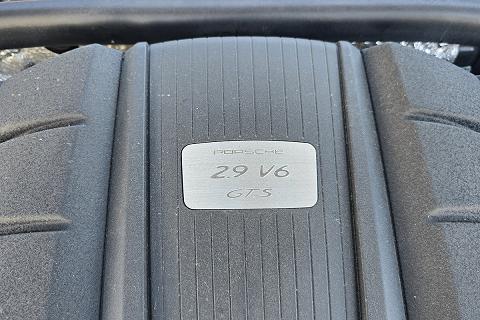 PORSCHE
2.9 V6
GTS